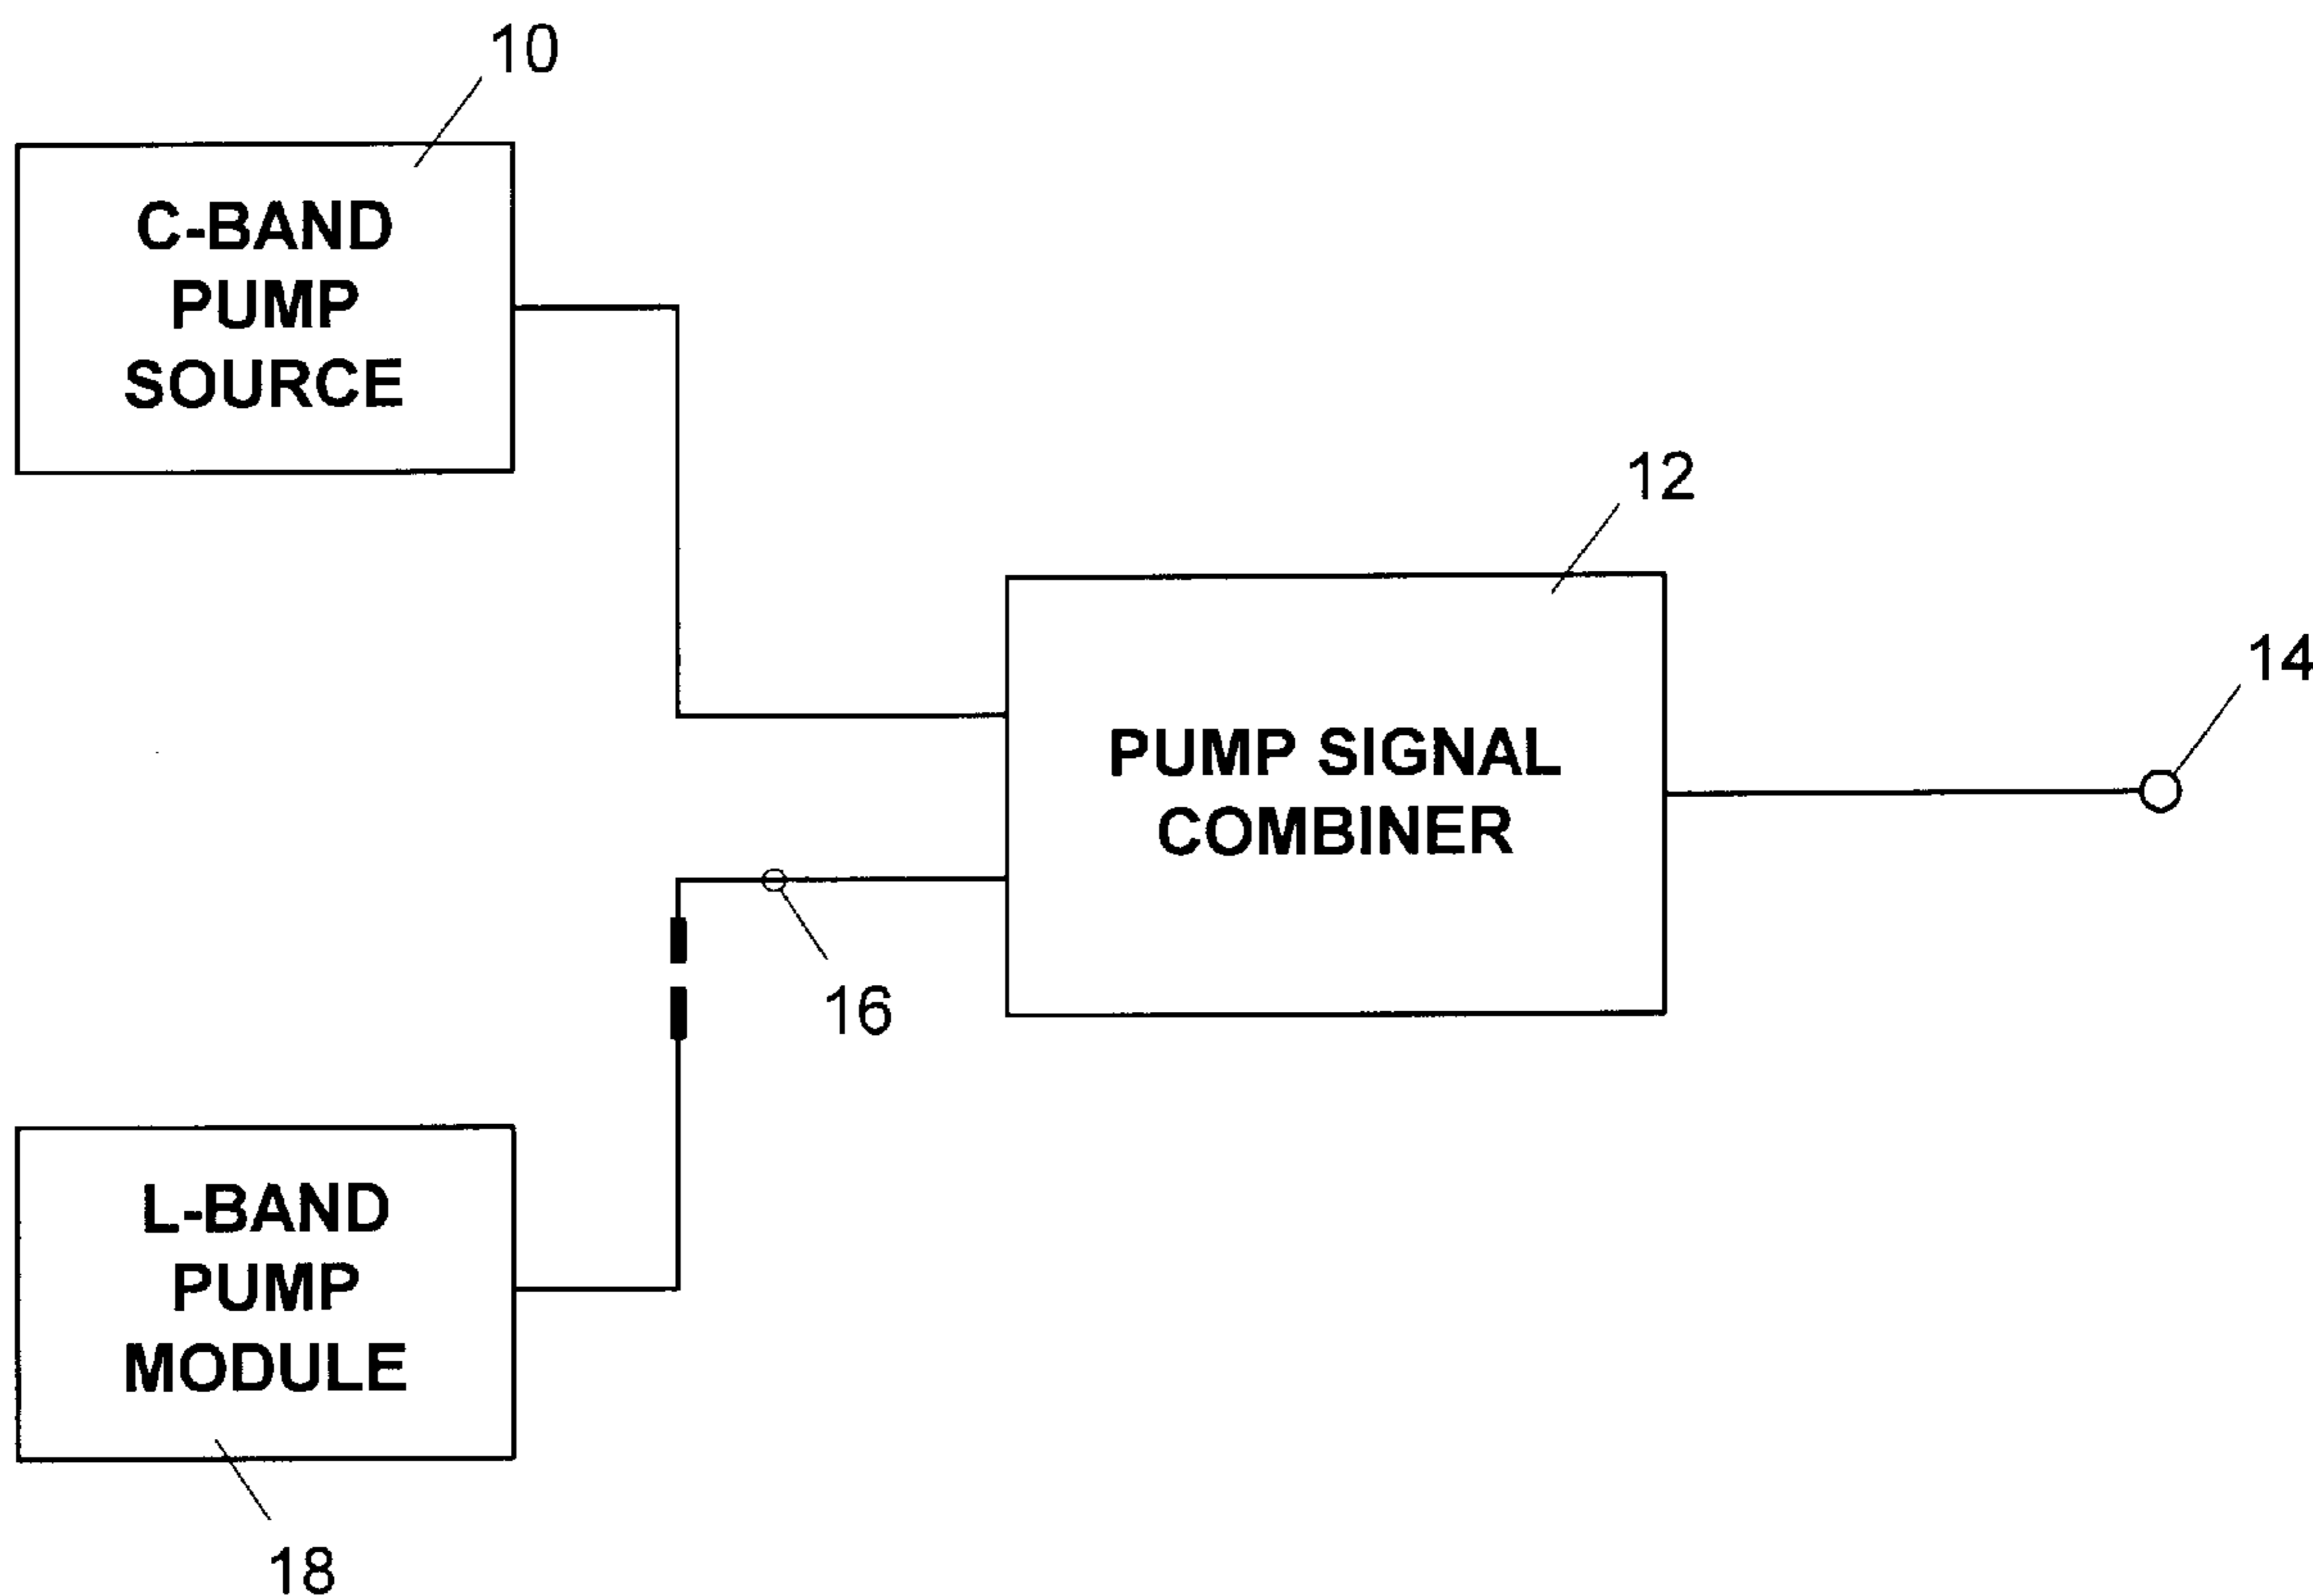 10
C-BAND
PUMP
SOURCE
12
14
PUMP SIGNAL
COMBINER
16
L-BAND
PUMP
MODULE
18